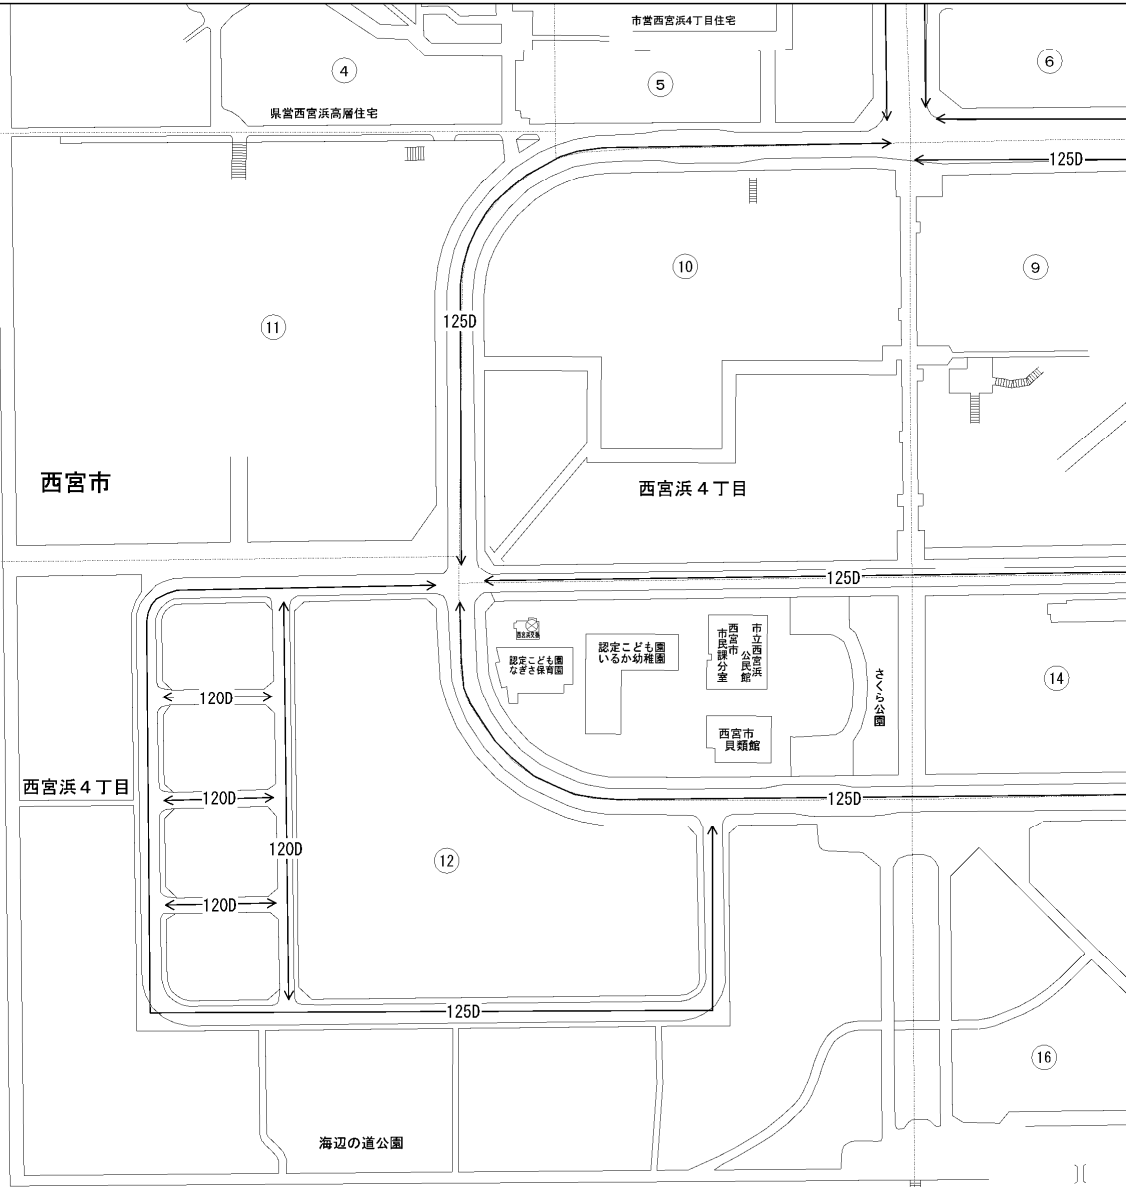 市営西宮浜4丁目住宅
6
4
5
県営西宮浜高層住宅
125D
10
9
11
125D
西宮市
西宮浜4丁目
125D
西宮浜交番
認定こども園
なぎさ保育園
認定こども園
いるか幼稚園
市立西宮浜
公民館
西宮市
市民課分室
さくら公園
14
120D
西宮市
貝類館
西宮浜4丁目
120D
125D
120D
12
120D
125D
16
海辺の道公園